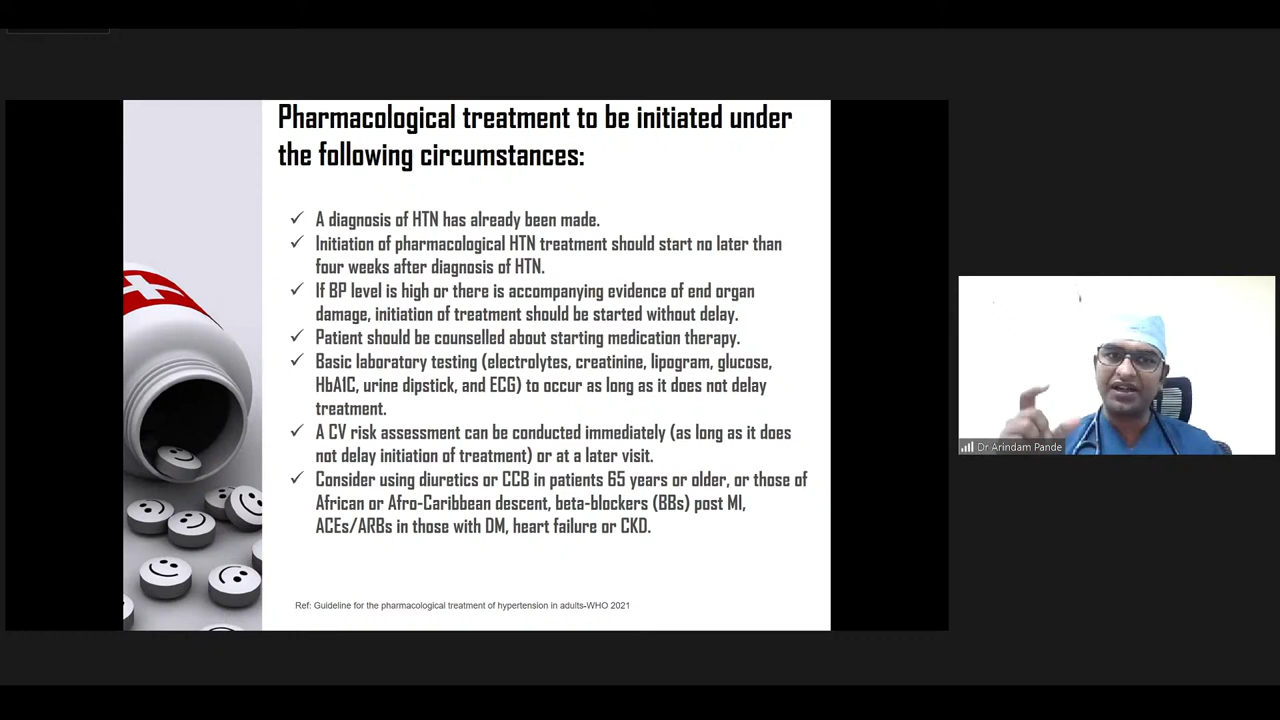 Pharmacological treatment to be initiated under
the following circumstances:
A diagnosis of HTN has already been made.
Initiation of pharmacological HTN treatment should start no later than
four weeks after diagnosis of HTN.
If BP level is high or there is accompanying evidence of end organ
damage, initiation of treatment should be started without delay.
Patient should be counselled about starting medication therapy.
Basic laboratory testing (electrolytes, creatinine, lipogram, glucose,
HbA1C, urine dipstick, and ECG) to occur as long as it does not delay
treatment.
A CV risk assessment can be conducted immediately (as long as it does
not delay initiation of treatment) or at a later visit.
Consider using diuretics or CCB in patients 65 years or older, or those of
African or Afro-Caribbean descent, beta-blockers (BBs) post MI,
ACEs/ARBs in those with DM, heart failure or CKD.
Ref: Guideline for the pharmacological treatment of hypertension in adults-WHO 2021
Dr Arindam Pande